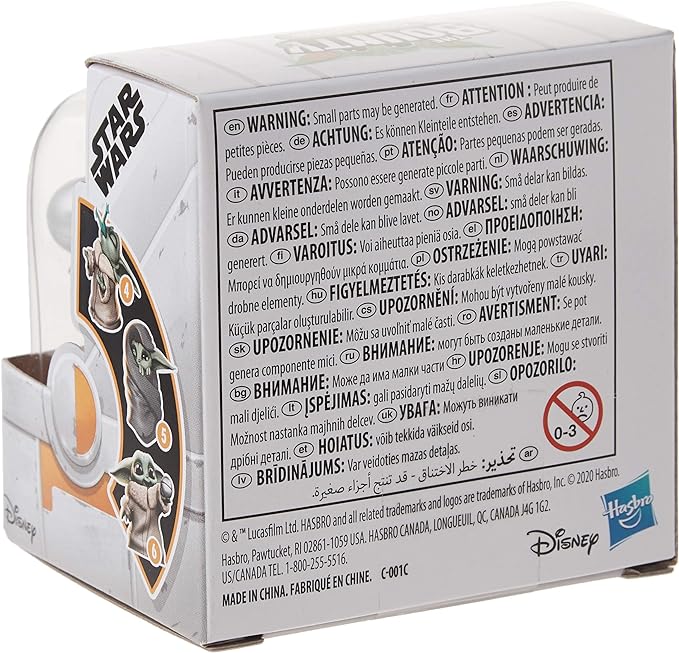 BOUNTY
STAR
WARS
4
5
6
Disney
en WARNING: Small parts may be generated. fr ATTENTION : Peut produire de
petites pièces. de ACHTUNG: Es können Kleinteile entstehen. es ADVERTENCIA:
Pueden producirse piezas pequeñas. pt ATENÇÃO: Partes pequenas podem ser geradas.
it AVVERTENZA: Possono essere generate piccole parti. nl WAARSCHUWING:
Er kunnen kleine onderdelen worden gemaakt. sv VARNING: Små delar kan bildas.
da ADVARSEL: Små dele kan blive lavet. no ADVARSEL: Små deler kan bli
generert. fi VAROITUS: Voi aiheuttaa pieniä osia. el ΠΡΟΕΙΔΟΠΟΙΗΣΗ:
Μπορεί να δημιουργηθούν μικρά κομμάτια. pl OSTRZEŻENIE: Mogą powstawać
drobne elementy. hu FIGYELMEZTETÉS: Kis darabkák keletkezhetnek. tr UYARI:
Küçük parçalar oluşturulabilir. cs UPOZORNĚNÍ: Mohou být vytvořeny malé kousky.
sk UPOZORNENIE: Môžu sa uvoľniť malé časti. ro AVERTISMENT: Se pot
genera componente mici. ru ВНИМАНИЕ: могут быть созданы маленькие детали.
bg ВНИМАНИЕ: Може да има малки части hr UPOZORENJE: Mogu se stvoriti
mali djelići. lt ĮSPĖJIMAS: gali pasidaryti mažų dalelių. sl OPOZORILO:
Možnost nastanka majhnih delcev. uk УВАГА: Можуть виникати
дрібні деталі. et HOIATUS: võib tekkida väikseid osi.
lv BRĪDINĀJUMS: Var veidoties mazas detaļas. ar تحذير: خطر الاختناق - قد تنتج أجزاء صغيرة.
0-3
© & ™ Lucasfilm Ltd. HASBRO and all related trademarks and logos are trademarks of Hasbro, Inc. © 2020 Hasbro.
Hasbro, Pawtucket, RI 02861-1059 USA. HASBRO CANADA, LONGUEUIL, QC, CANADA J4G 1G2.
US/CANADA TEL. 1-800-255-5516.
MADE IN CHINA. FABRIQUÉ EN CHINE. C-001C
Disney
Hasbro